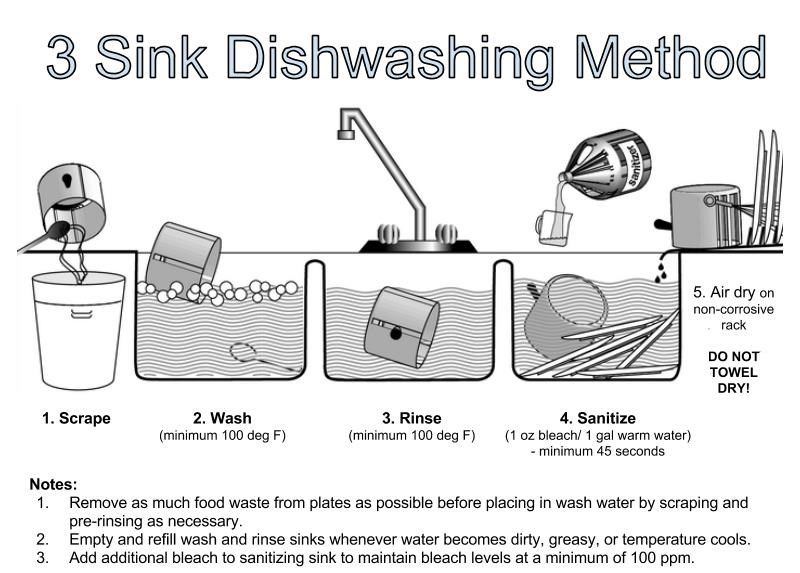 3 Sink Dishwashing Method
sanitizer
5. Air dry on
non-corrosive
rack
DO NOT
TOWEL
DRY!
1. Scrape
2. Wash
(minimum 100 deg F)
3. Rinse
(minimum 100 deg F)
4. Sanitize
(1 oz bleach/ 1 gal warm water)
- minimum 45 seconds
Notes:
1. Remove as much food waste from plates as possible before placing in wash water by scraping and
pre-rinsing as necessary.
2. Empty and refill wash and rinse sinks whenever water becomes dirty, greasy, or temperature cools.
3. Add additional bleach to sanitizing sink to maintain bleach levels at a minimum of 100 ppm.